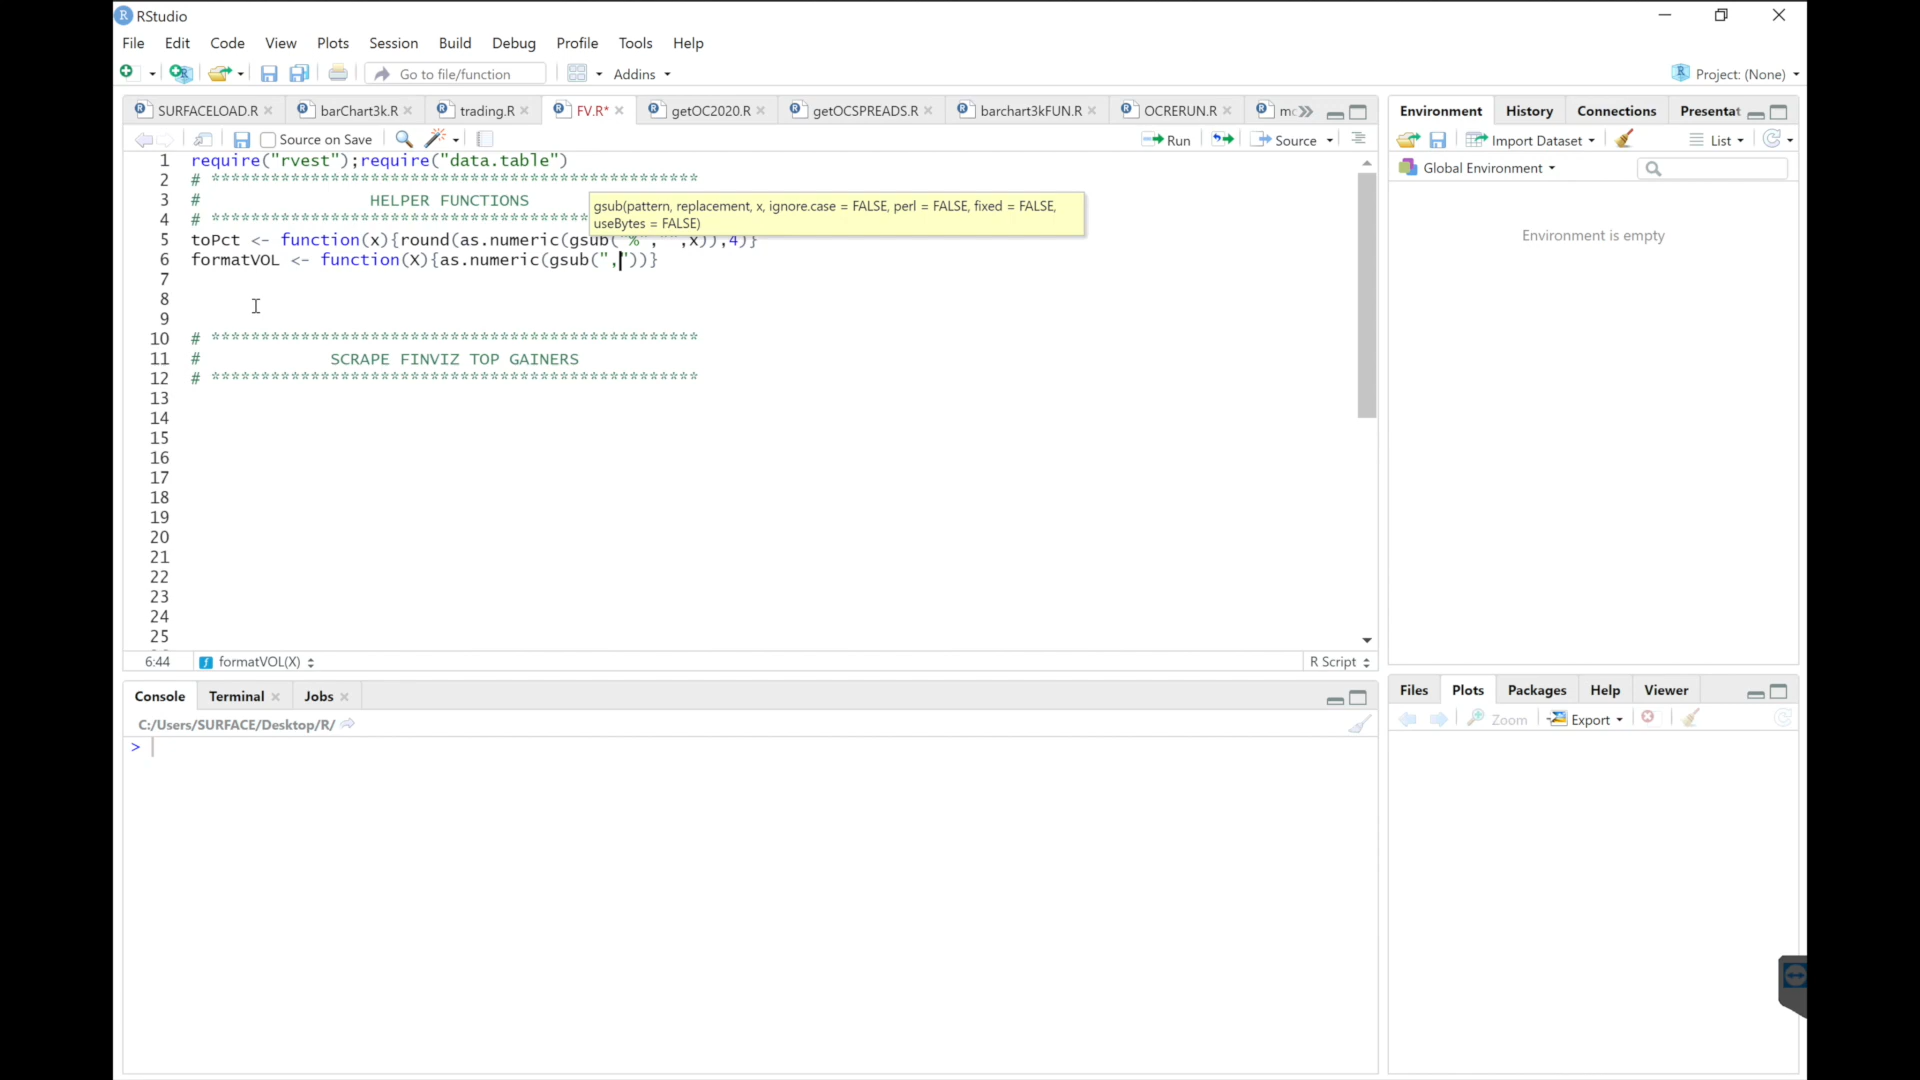 RStudio
File Edit Code View Plots Session Build Debug Profile Tools Help
Go to file/function Addins Project: (None)
SURFACELOAD.R barChart3k.R trading.R FV.R* getOC2020.R getOCSPREADS.R barchart3kFUN.R OCRERUN.R
Source on Save Run Source
1 require("rvest");require("data.table")
2 # *************************************************
3 # HELPER FUNCTIONS
gsub(pattern, replacement, x, ignore.case = FALSE, perl = FALSE, fixed = FALSE,
useBytes = FALSE)
4 # **************************************
5 toPct <- function(x){round(as.numeric(gsub("%","",x)),4)}
6 formatVOL <- function(X){as.numeric(gsub(","))}
7
8
9
10 # *************************************************
11 # SCRAPE FINVIZ TOP GAINERS
12 # *************************************************
13
14
15
16
17
18
19
20
21
22
23
24
25
6:44 formatVOL(X) R Script
Console Terminal Jobs
C:/Users/SURFACE/Desktop/R/
>
Environment History Connections Presentat
Import Dataset List
Global Environment
Environment is empty
Files Plots Packages Help Viewer
Zoom Export